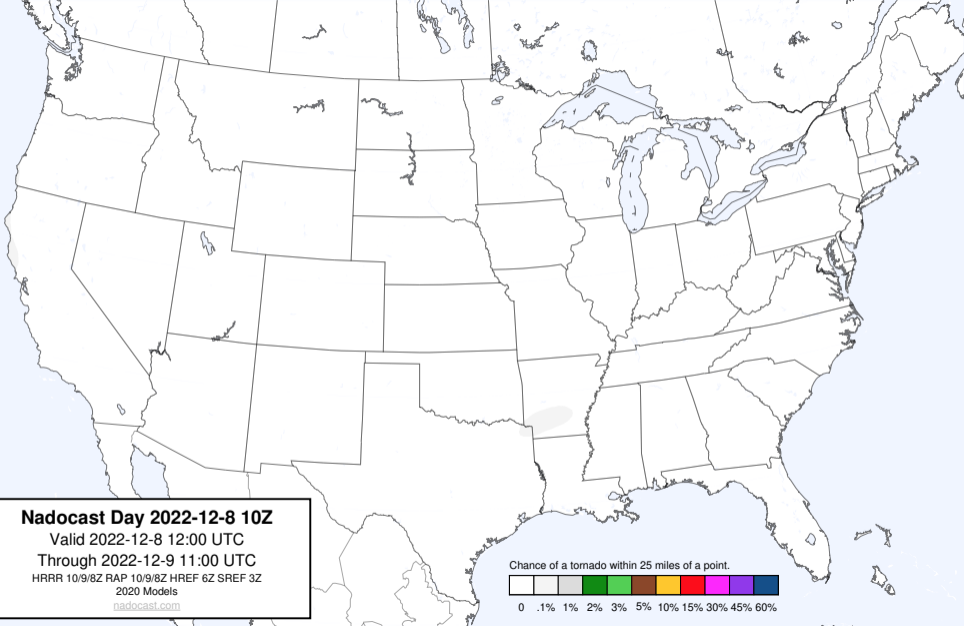 Nadocast Day 2022-12-8 10Z
Valid 2022-12-8 12:00 UTC
Through 2022-12-9 11:00 UTC
HRRR 10/9/8Z RAP 10/9/8Z HREF 6Z SREF 3Z
2020 Models
nadocast.com
Chance of a tornado within 25 miles of a point.
0 .1% 1% 2% 3% 5% 10% 15% 30% 45% 60%